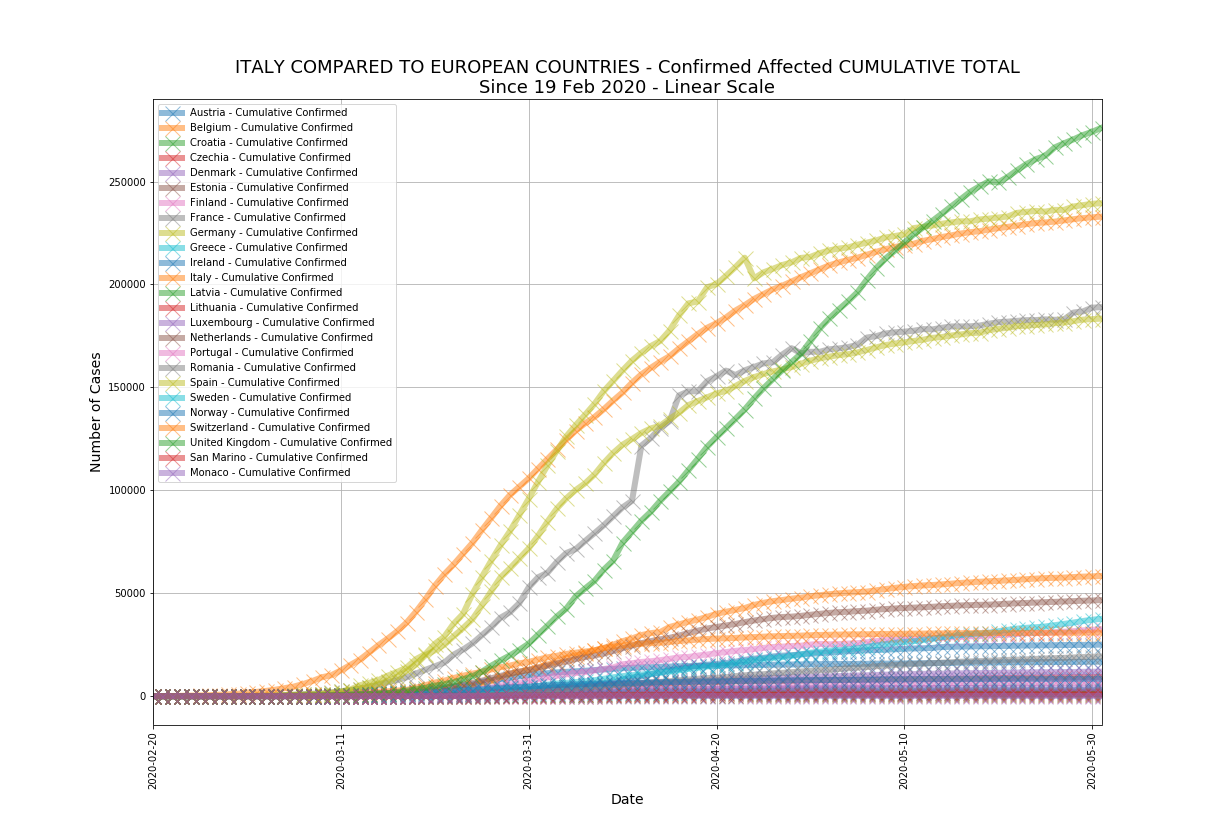 ITALY COMPARED TO EUROPEAN COUNTRIES - Confirmed Affected CUMULATIVE TOTAL
Since 19 Feb 2020 - Linear Scale
Austria - Cumulative Confirmed
Belgium - Cumulative Confirmed
Croatia - Cumulative Confirmed
Czechia - Cumulative Confirmed
Denmark - Cumulative Confirmed
Estonia - Cumulative Confirmed
Finland - Cumulative Confirmed
France - Cumulative Confirmed
Germany - Cumulative Confirmed
Greece - Cumulative Confirmed
Ireland - Cumulative Confirmed
Italy - Cumulative Confirmed
Latvia - Cumulative Confirmed
Lithuania - Cumulative Confirmed
Luxembourg - Cumulative Confirmed
Netherlands - Cumulative Confirmed
Portugal - Cumulative Confirmed
Romania - Cumulative Confirmed
Spain - Cumulative Confirmed
Sweden - Cumulative Confirmed
Norway - Cumulative Confirmed
Switzerland - Cumulative Confirmed
United Kingdom - Cumulative Confirmed
San Marino - Cumulative Confirmed
Monaco - Cumulative Confirmed
Number of Cases
250000
200000
150000
100000
50000
0
2020-02-20
2020-03-11
2020-03-31
2020-04-20
2020-05-10
2020-05-30
Date